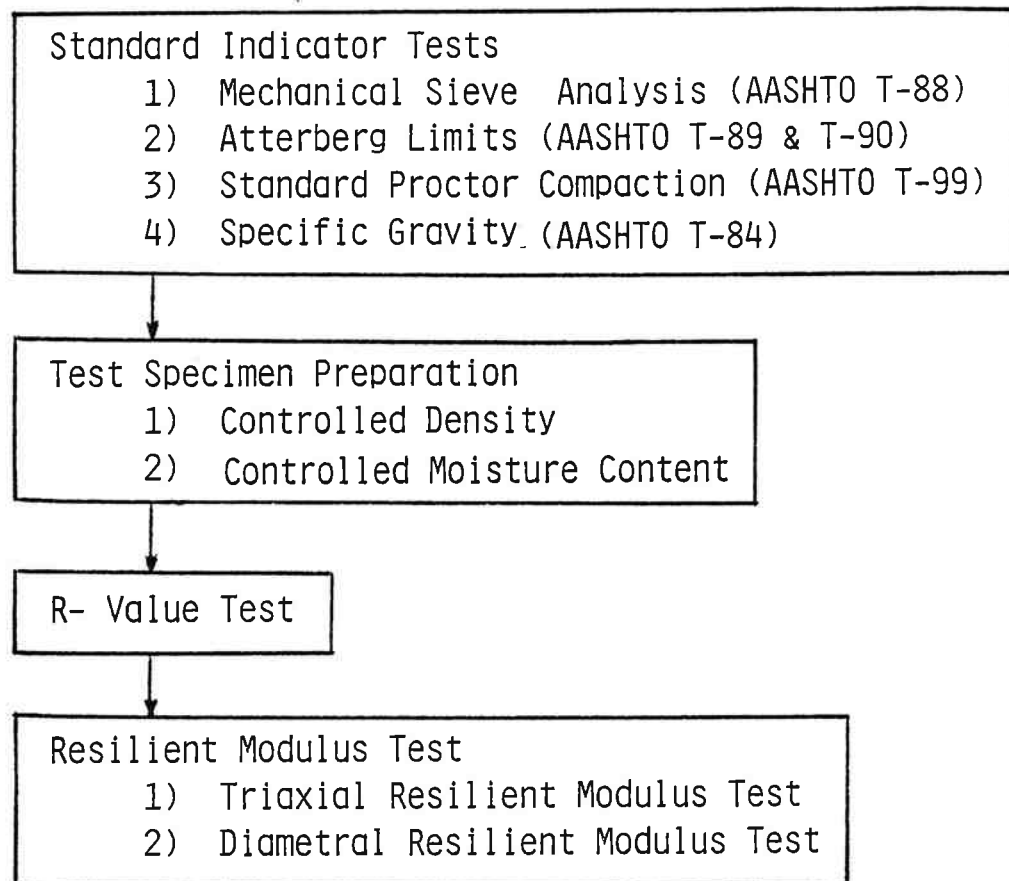 Standard Indicator Tests
1) Mechanical Sieve Analysis (AASHTO T-88)
2) Atterberg Limits (AASHTO T-89 & T-90)
3) Standard Proctor Compaction (AASHTO T-99)
4) Specific Gravity (AASHTO T-84)
Test Specimen Preparation
1) Controlled Density
2) Controlled Moisture Content
R- Value Test
Resilient Modulus Test
1) Triaxial Resilient Modulus Test
2) Diametral Resilient Modulus Test